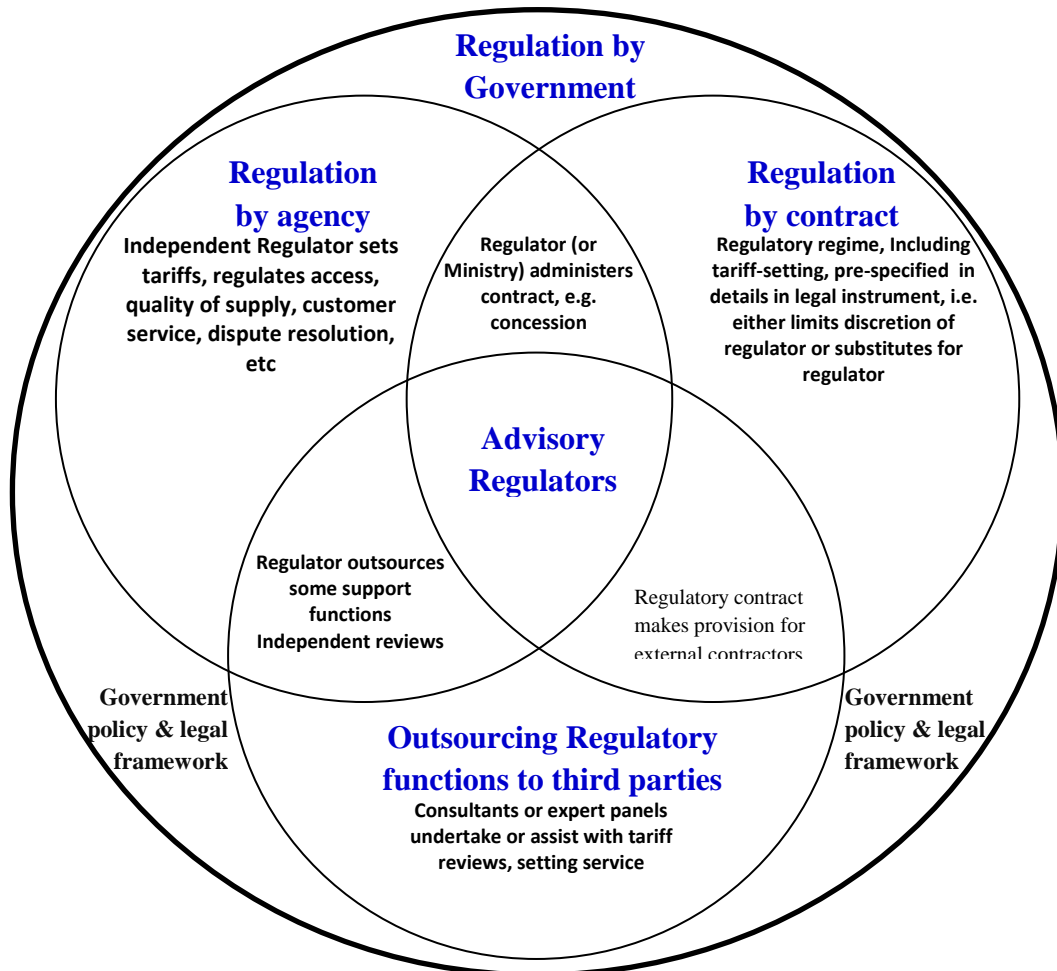 Regulation by
Government
Regulation
by agency
Independent Regulator sets
tariffs, regulates access,
quality of supply, customer
service, dispute resolution,
etc
Regulator (or
Ministry) administers
contract, e.g.
concession
Regulation
by contract
Regulatory regime, Including
tariff-setting, pre-specified in
details in legal instrument, i.e.
either limits discretion of
regulator or substitutes for
regulator
Advisory
Regulators
Regulator outsources
some support
functions
Independent reviews
Regulatory contract
makes provision for
external contractors
Government
policy & legal
framework
Outsourcing Regulatory
functions to third parties
Consultants or expert panels
undertake or assist with tariff
reviews, setting service
Government
policy & legal
framework